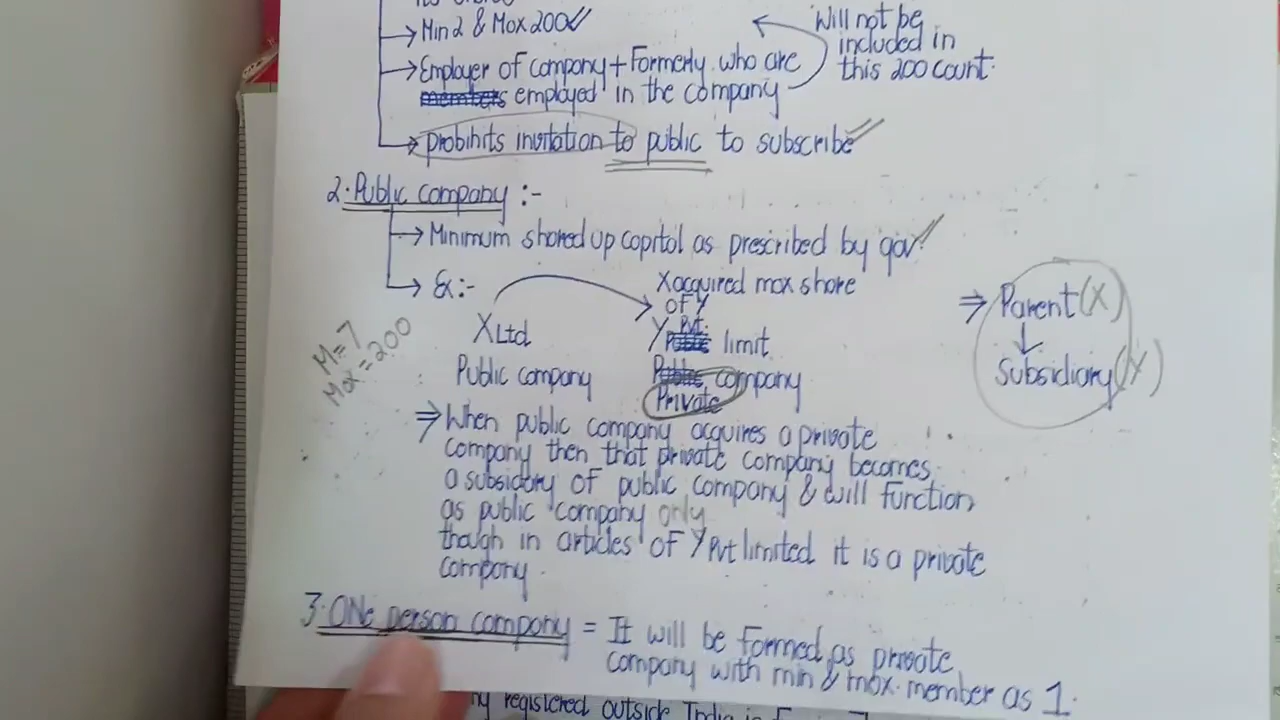 → Min 2 & Max 200
→ Employer of company + Formerly who are
employed in the company
Will not be
included in
this 200 count.
→ probihits invitation to public to subscribe
2. Public company :-
→ Minimum shared up capital as prescribed by gov.
→ Ex:-
X acquired max share
of Y
X Ltd
Y Pvt. limit
Public company
company
Private
M=7
Max=200
⇒ Parent (X)
↓
Subsidiary (Y)
⇒ When public company acquires a private
company then that private company becomes
a subsidary of public company & will function
as public company only
though in articles of Y Pvt limited it is a private
company.
3. ONe person company = It will be formed as private
company with min & max. member as 1.
registered outside India